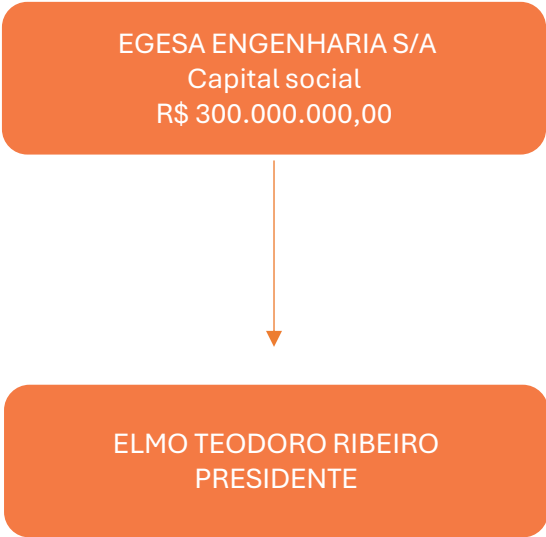 EGESA ENGENHARIA S/A
Capital social
R$ 300.000.000,00
ELMO TEODORO RIBEIRO
PRESIDENTE